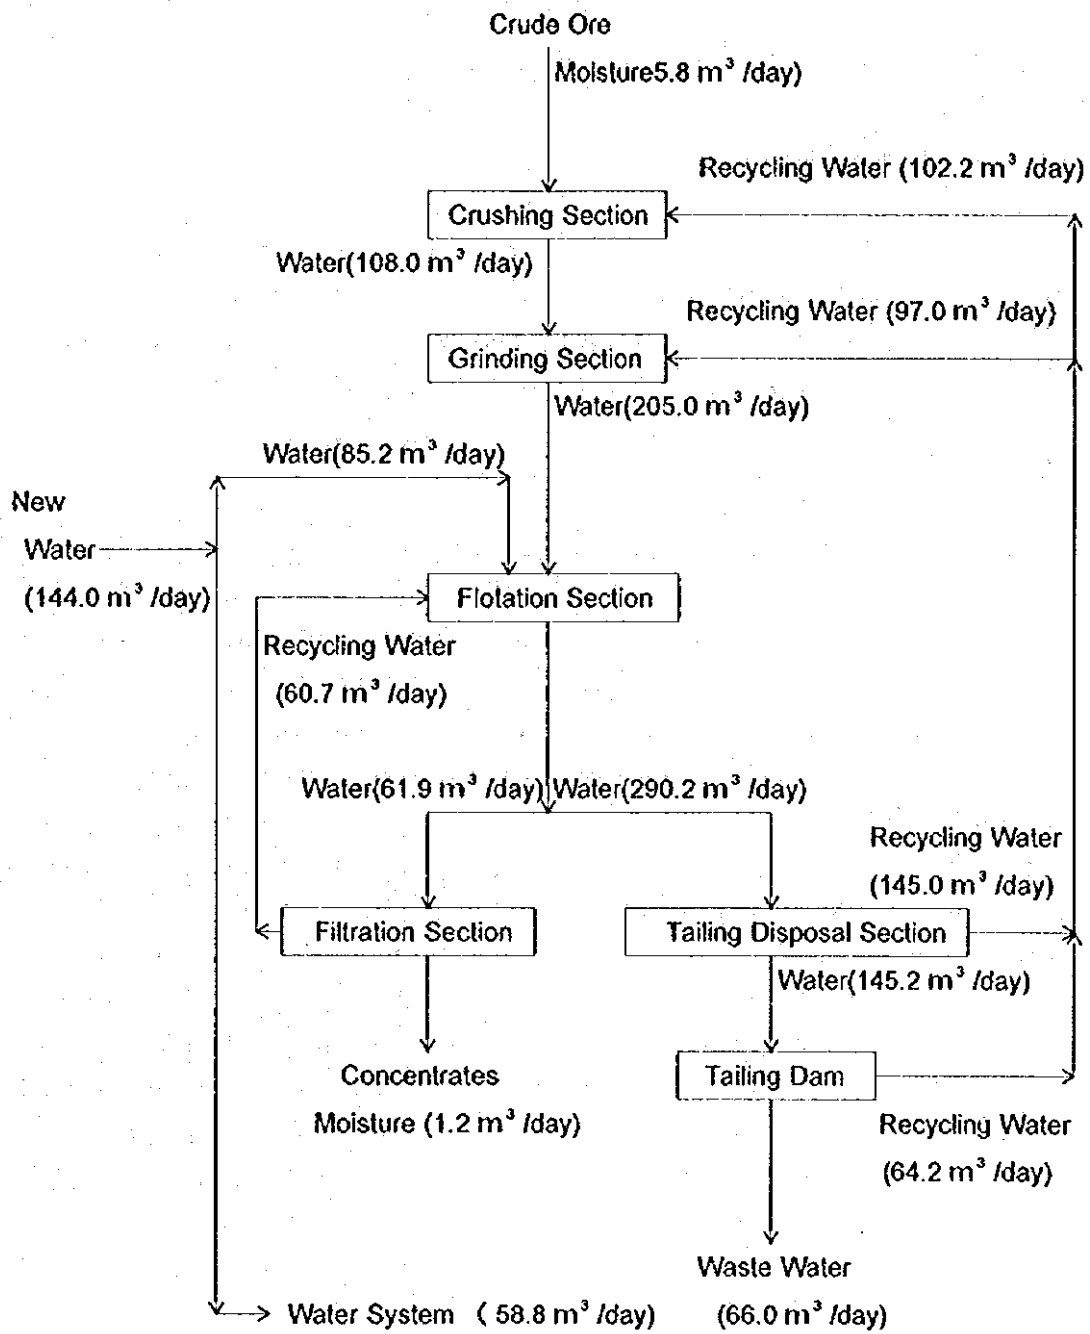 Crude Ore
Moisture5.8 m³ /day)
Recycling Water (102.2 m³ /day)
Crushing Section
Water(108.0 m³ /day)
Recycling Water (97.0 m³ /day)
Grinding Section
Water(205.0 m³ /day)
Water(85.2 m³ /day)
New
Water
(144.0 m³ /day)
Flotation Section
Recycling Water
(60.7 m³ /day)
Water(61.9 m³ /day)
Water(290.2 m³ /day)
Recycling Water
(145.0 m³ /day)
Filtration Section
Tailing Disposal Section
Water(145.2 m³ /day)
Concentrates
Moisture (1.2 m³ /day)
Tailing Dam
Recycling Water
(64.2 m³ /day)
Waste Water
(66.0 m³ /day)
Water System ( 58.8 m³ /day)